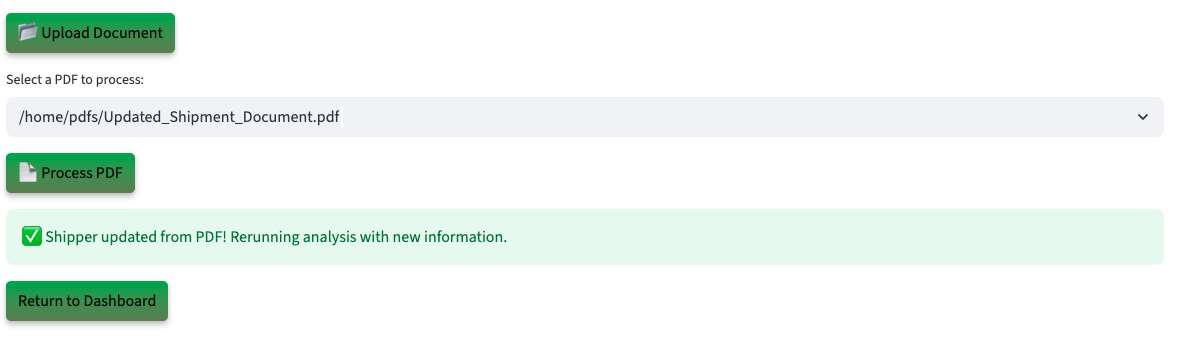 Upload Document
Select a PDF to process:
/home/pdfs/Updated_Shipment_Document.pdf
Process PDF
Shipper updated from PDF! Rerunning analysis with new information.
Return to Dashboard